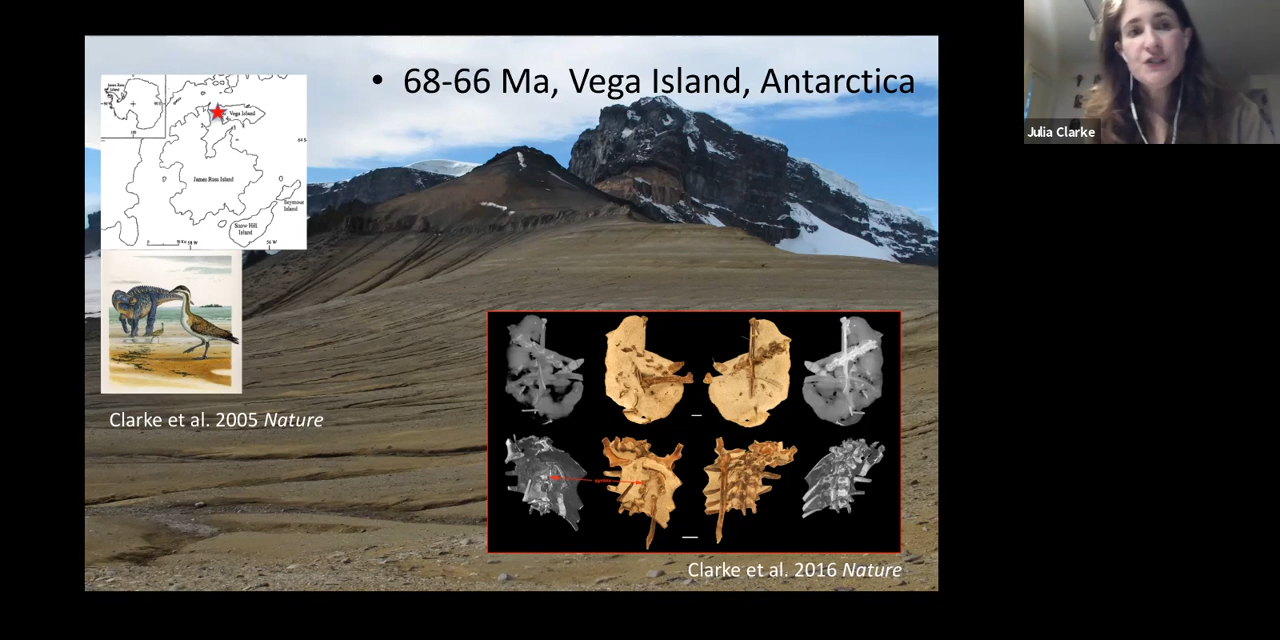 • 68-66 Ma, Vega Island, Antarctica
Julia Clarke
Vega Island
James Ross Island
Seymour
Island
Snow Hill
Island
Clarke et al. 2005 Nature
syrinx
Clarke et al. 2016 Nature